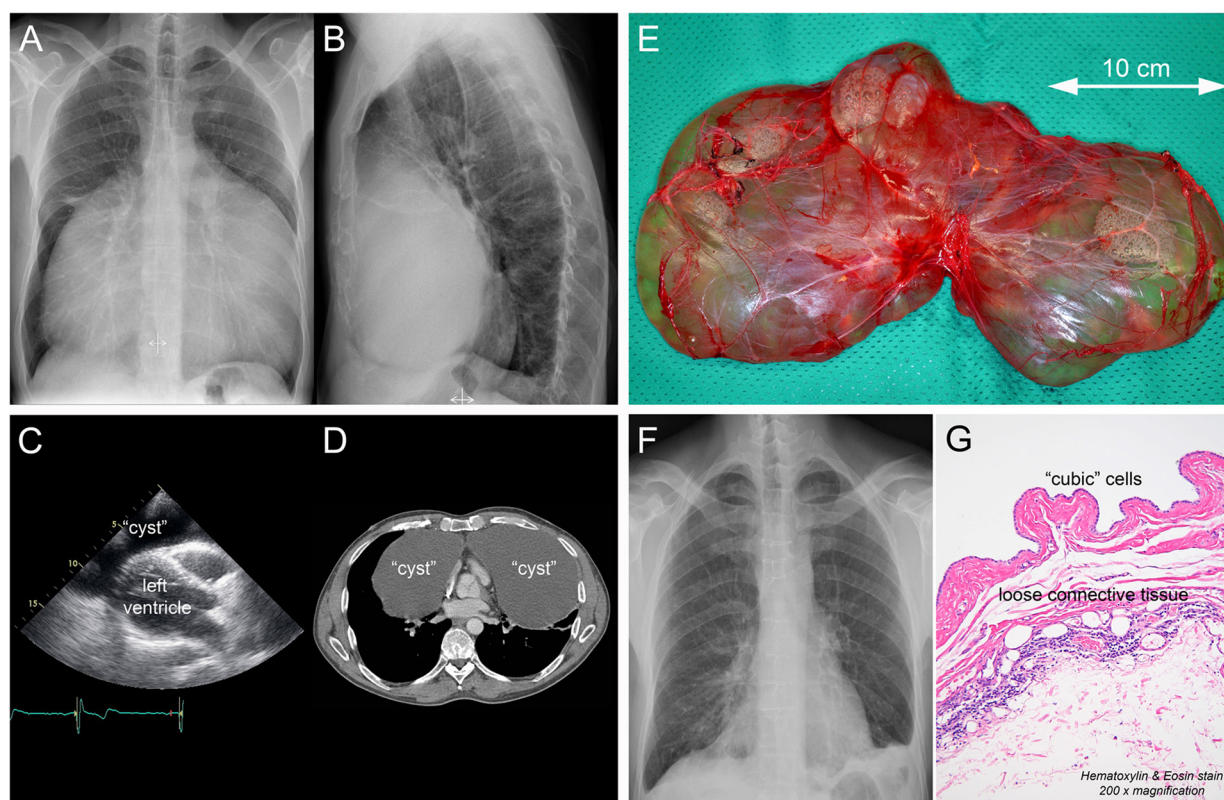 A
B
E
10 cm
C
"cyst"
5
10
15
left
ventricle
D
"cyst"
"cyst"
F
G
"cubic" cells
loose connective tissue
Hematoxylin & Eosin stain
200 x magnification